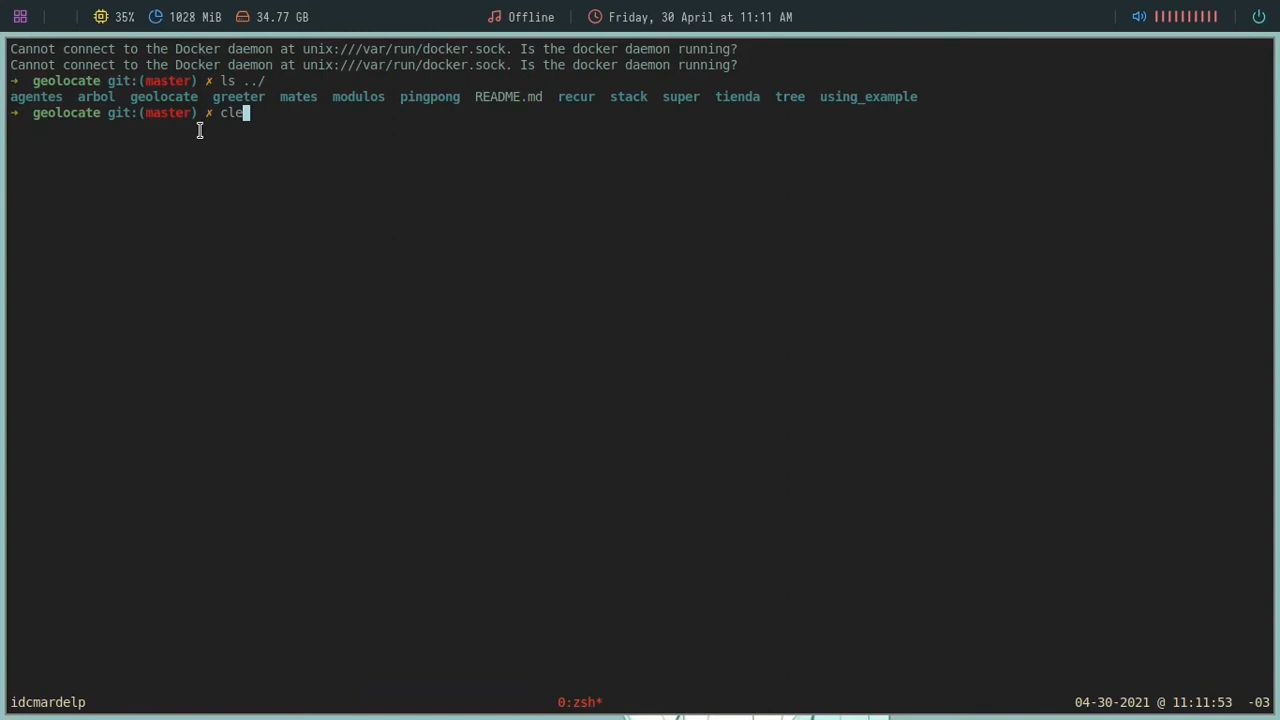 35% 1028 MiB 34.77 GB Offline Friday, 30 April at 11:11 AM
Cannot connect to the Docker daemon at unix:///var/run/docker.sock. Is the docker daemon running?
Cannot connect to the Docker daemon at unix:///var/run/docker.sock. Is the docker daemon running?
➜ geolocate git:(master) ✗ ls ../
agentes arbol geolocate greeter mates modulos pingpong README.md recur stack super tienda tree using_example
➜ geolocate git:(master) ✗ cle
idcmardelp 0:zsh* 04-30-2021 @ 11:11:53 -03